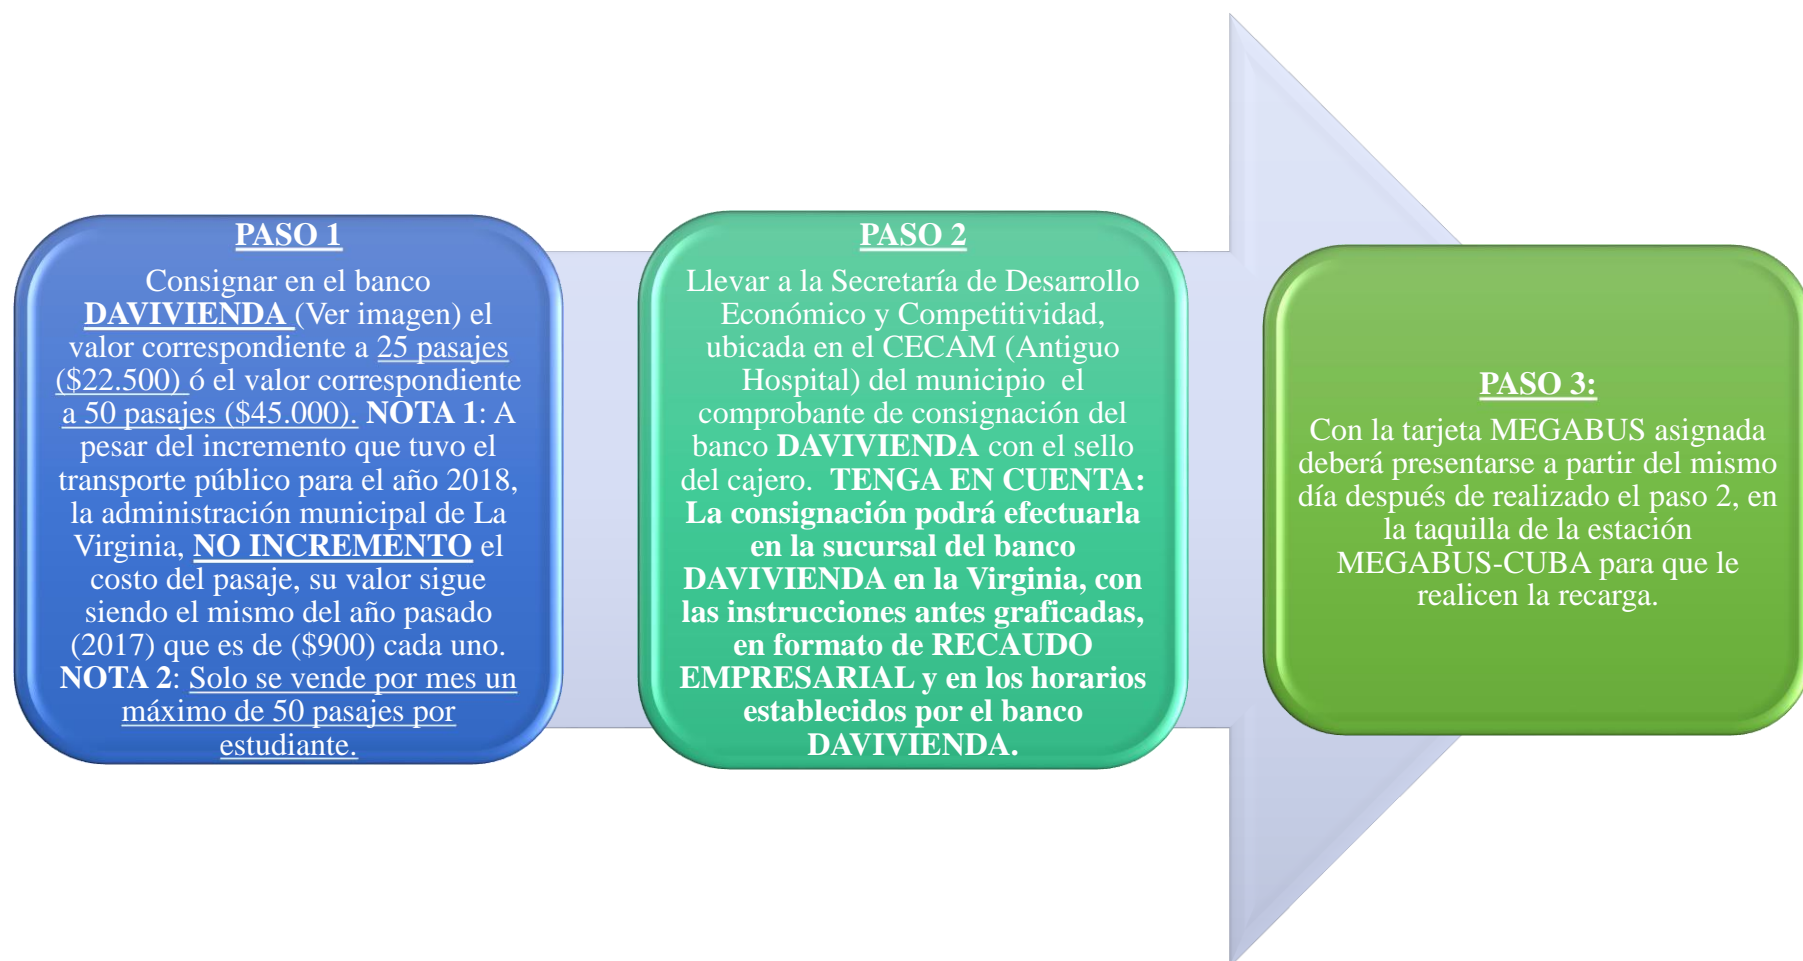 PASO 1
Consignar en el banco
DAVIVIENDA (Ver imagen) el
valor correspondiente a 25 pasajes
($22.500) ó el valor correspondiente
a 50 pasajes ($45.000). NOTA 1: A
pesar del incremento que tuvo el
transporte público para el año 2018,
la administración municipal de La
Virginia, NO INCREMENTO el
costo del pasaje, su valor sigue
siendo el mismo del año pasado
(2017) que es de ($900) cada uno.
NOTA 2: Solo se vende por mes un
máximo de 50 pasajes por
estudiante.
PASO 2
Llevar a la Secretaría de Desarrollo
Económico y Competitividad,
ubicada en el CECAM (Antiguo
Hospital) del municipio el
comprobante de consignación del
banco DAVIVIENDA con el sello
del cajero. TENGA EN CUENTA:
La consignación podrá efectuarla
en la sucursal del banco
DAVIVIENDA en la Virginia, con
las instrucciones antes graficadas,
en formato de RECAUDO
EMPRESARIAL y en los horarios
establecidos por el banco
DAVIVIENDA.
PASO 3:
Con la tarjeta MEGABUS asignada
deberá presentarse a partir del mismo
día después de realizado el paso 2, en
la taquilla de la estación
MEGABUS-CUBA para que le
realicen la recarga.